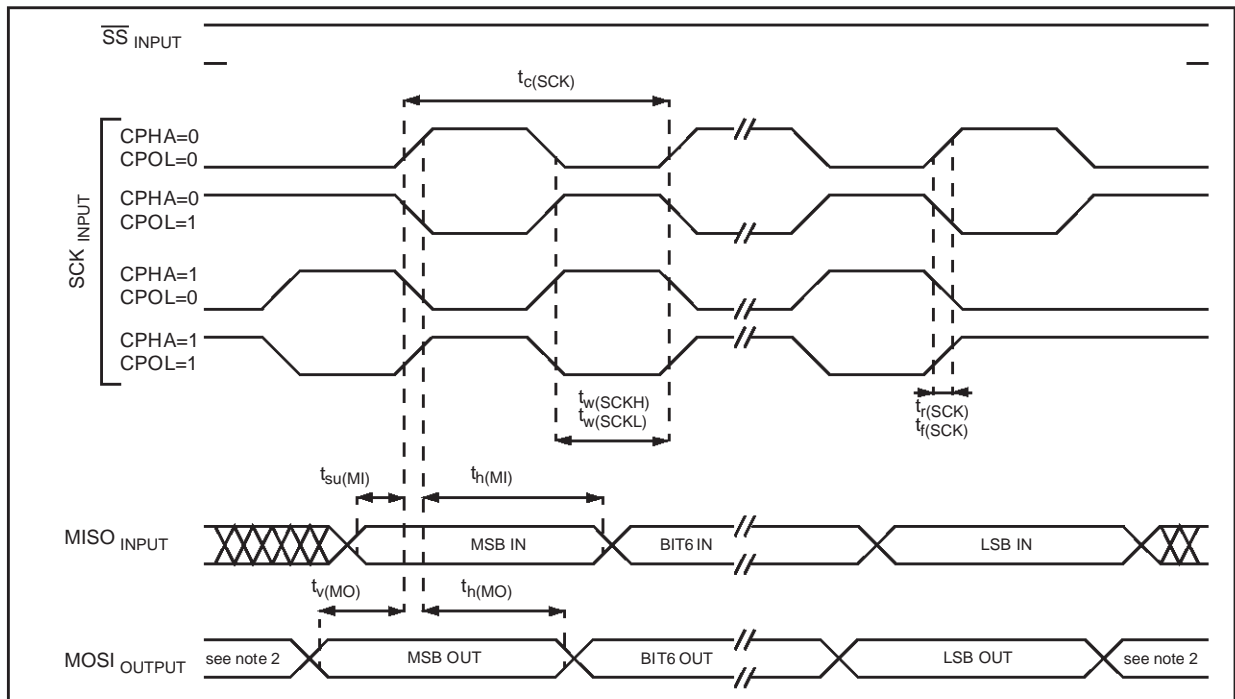 SS INPUT
tc(SCK)
SCK INPUT
CPHA=0
CPOL=0
CPHA=0
CPOL=1
CPHA=1
CPOL=0
CPHA=1
CPOL=1
tw(SCKH)
tw(SCKL)
tr(SCK)
tf(SCK)
tsu(MI)
th(MI)
MISO INPUT
MSB IN
BIT6 IN
LSB IN
tv(MO)
th(MO)
MOSI OUTPUT
see note 2
MSB OUT
BIT6 OUT
LSB OUT
see note 2